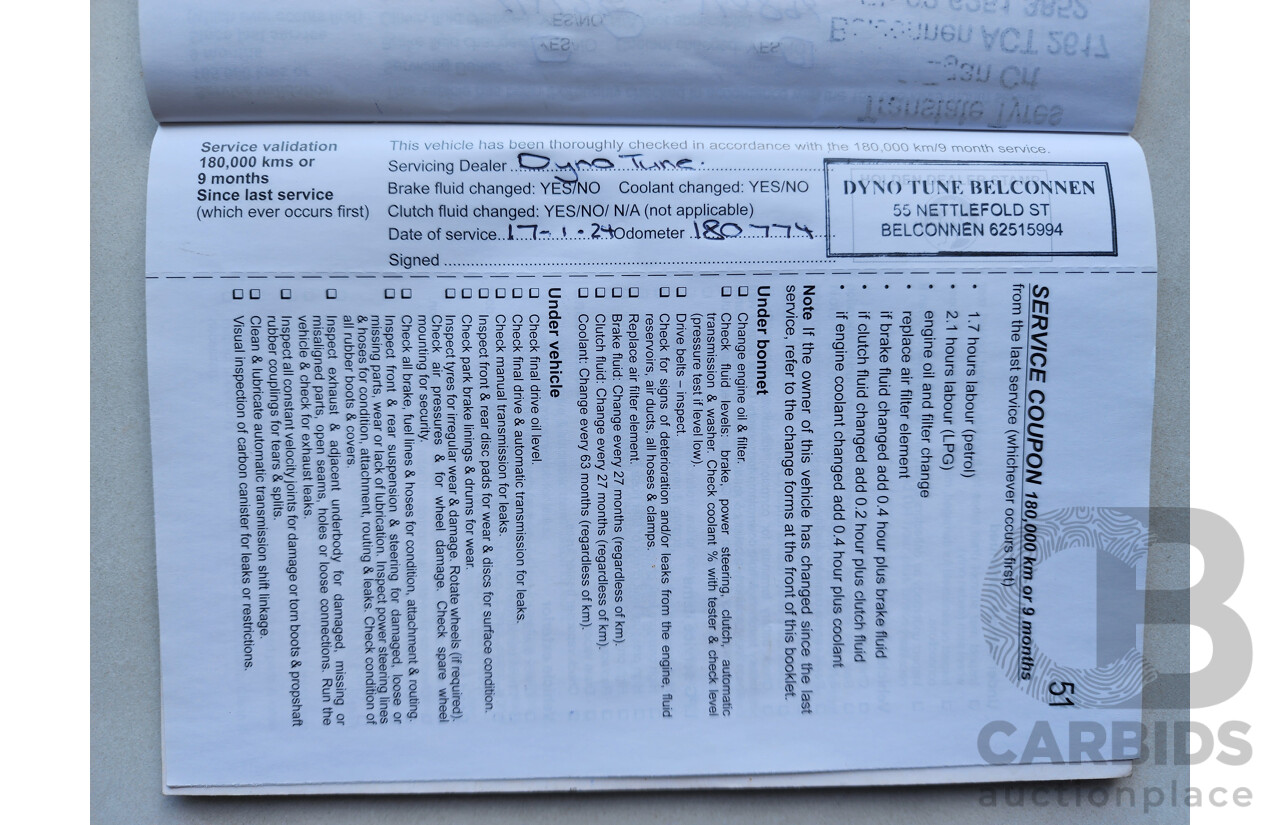 Translate Tyres
Belconnen ACT 2617
Service validation
180,000 kms or
9 months
Since last service
(which ever occurs first)
This vehicle has been thoroughly checked in accordance with the 180,000 km/9 month service.
Servicing Dealer Dyno Tune.
Brake fluid changed: YES/NO Coolant changed: YES/NO
Clutch fluid changed: YES/NO/ N/A (not applicable)
Date of service 17-1.24 Odometer 180 774
Signed
DYNO TUNE BELCONNEN
55 NETTLEFOLD ST
BELCONNEN 62515994
51
SERVICE COUPON 180,000 km or 9 months
from the last service (whichever occurs first)
• 1.7 hours labour (petrol)
• 2.1 hours labour (LPG)
• engine oil and filter change
• replace air filter element
• if brake fluid changed add 0.4 hour plus brake fluid
• if clutch fluid changed add 0.2 hour plus clutch fluid
• if engine coolant changed add 0.4 hour plus coolant
Note If the owner of this vehicle has changed since the last
service, refer to the change forms at the front of this booklet.
Under bonnet
❑ Change engine oil & filter.
❑ Check fluid levels: brake, power steering, clutch, automatic
transmission & washer. Check coolant % with tester & check level
(pressure test if level low).
❑ Drive belts – inspect.
❑ Check for signs of deterioration and/or leaks from the engine, fluid
reservoirs, air ducts, all hoses & clamps.
❑ Replace air filter element.
❑ Brake fluid: Change every 27 months (regardless of km).
❑ Clutch fluid: Change every 27 months (regardless of km).
❑ Coolant: Change every 63 months (regardless of km).
Under vehicle
❑ Check final drive oil level.
❑ Check final drive & automatic transmission for leaks.
❑ Check manual transmission for leaks.
❑ Inspect front & rear disc pads for wear & discs for surface condition.
❑ Check park brake linings & drums for wear.
❑ Inspect tyres for irregular wear & damage. Rotate wheels (if required).
Check air pressures & for wheel damage. Check spare wheel
mounting for security.
❑ Check all brake, fuel lines & hoses for condition, attachment & routing.
❑ Inspect front & rear suspension & steering for damaged, loose or
missing parts, wear or lack of lubrication. Inspect power steering lines
& hoses for condition, attachment, routing & leaks. Check condition of
all rubber boots & covers.
❑ Inspect exhaust & adjacent underbody for damaged, missing or
misaligned parts, open seams, holes or loose connections. Run the
vehicle & check for exhaust leaks.
❑ Inspect all constant velocity joints for damage or torn boots & propshaft
rubber couplings for tears & splits.
❑ Clean & lubricate automatic transmission shift linkage.
❑ Visual inspection of carbon canister for leaks or restrictions.
CARBIDS
auctionplace